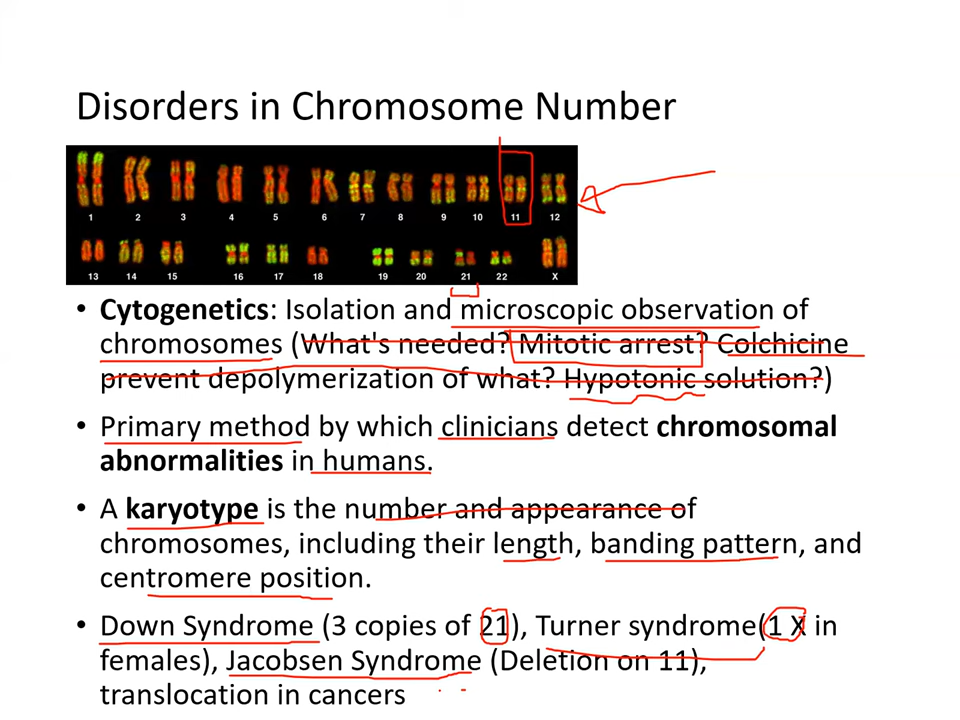 Disorders in Chromosome Number
1 2 3 4 5 6 7 8 9 10 11 12
13 14 15 16 17 18 19 20 21 22 X
• Cytogenetics: Isolation and microscopic observation of
chromosomes (What's needed? Mitotic arrest? Colchicine
prevent depolymerization of what? Hypotonic solution?)
• Primary method by which clinicians detect chromosomal
abnormalities in humans.
• A karyotype is the number and appearance of
chromosomes, including their length, banding pattern, and
centromere position.
• Down Syndrome (3 copies of 21), Turner syndrome(1 X in
females), Jacobsen Syndrome (Deletion on 11),
translocation in cancers